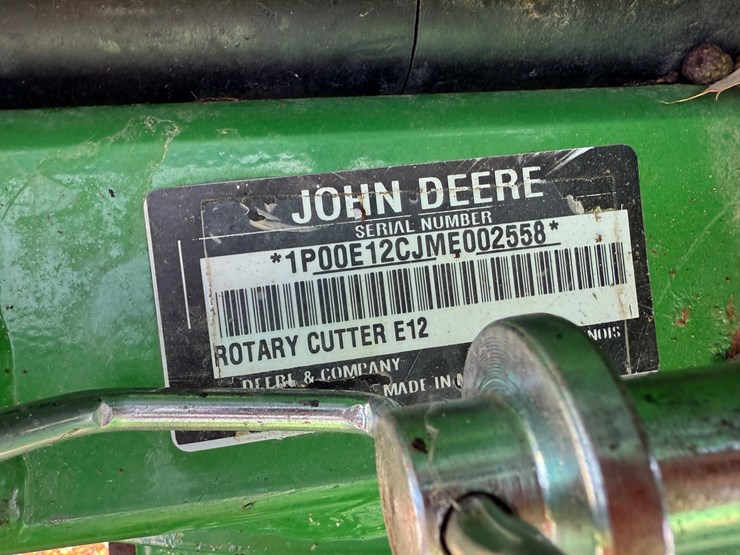 JOHN DEERE
SERIAL NUMBER
*1P00E12CJME002558*
ROTARY CUTTER E12
DEERE & COMPANY
MADE IN